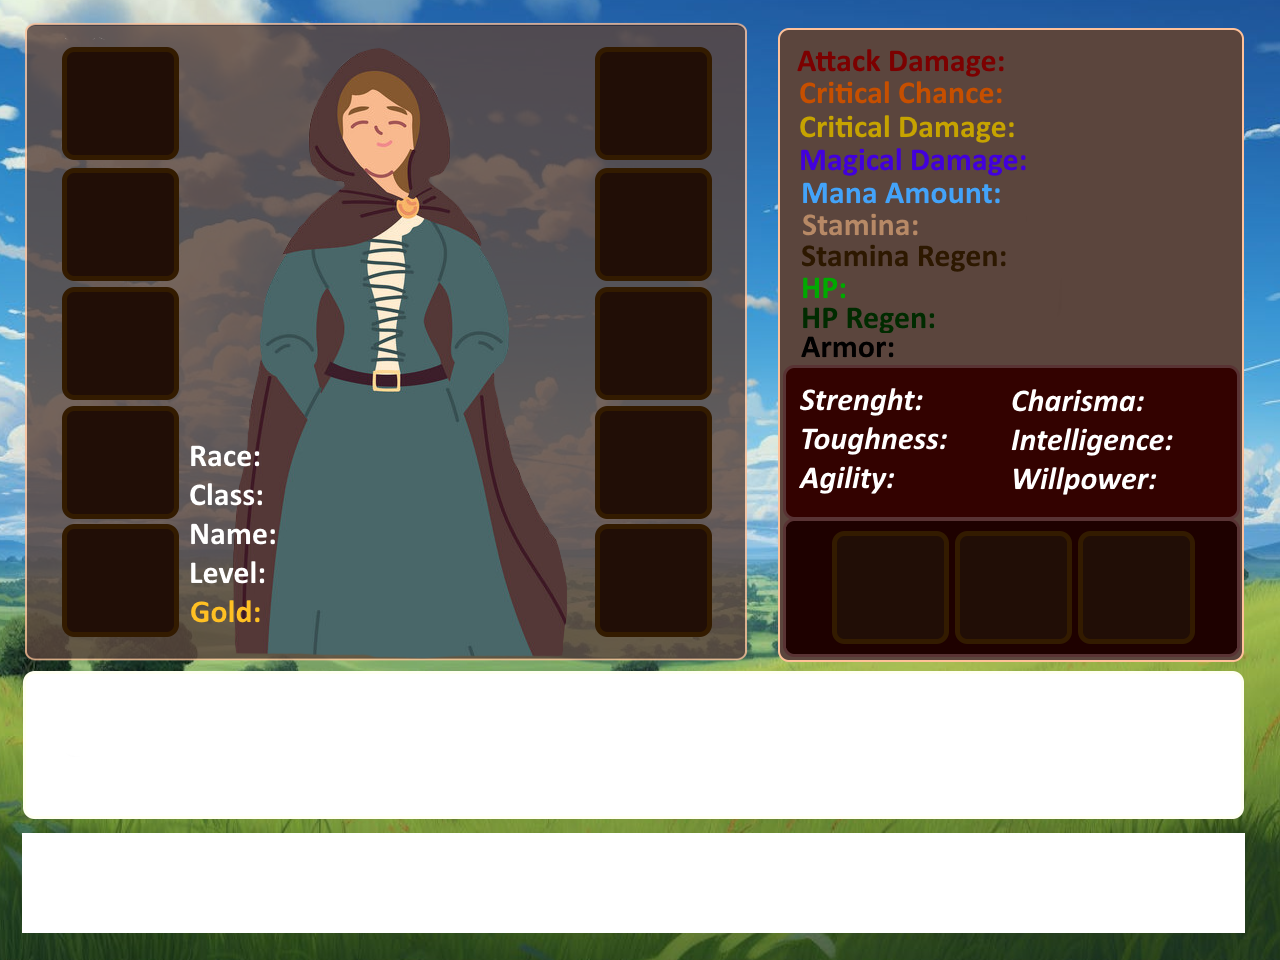 Race:
Class:
Name:
Level:
Gold:
Attack Damage:
Critical Chance:
Critical Damage:
Magical Damage:
Mana Amount:
Stamina:
Stamina Regen:
HP:
HP Regen:
Armor:
Strenght:
Toughness:
Agility:
Charisma:
Intelligence:
Willpower: